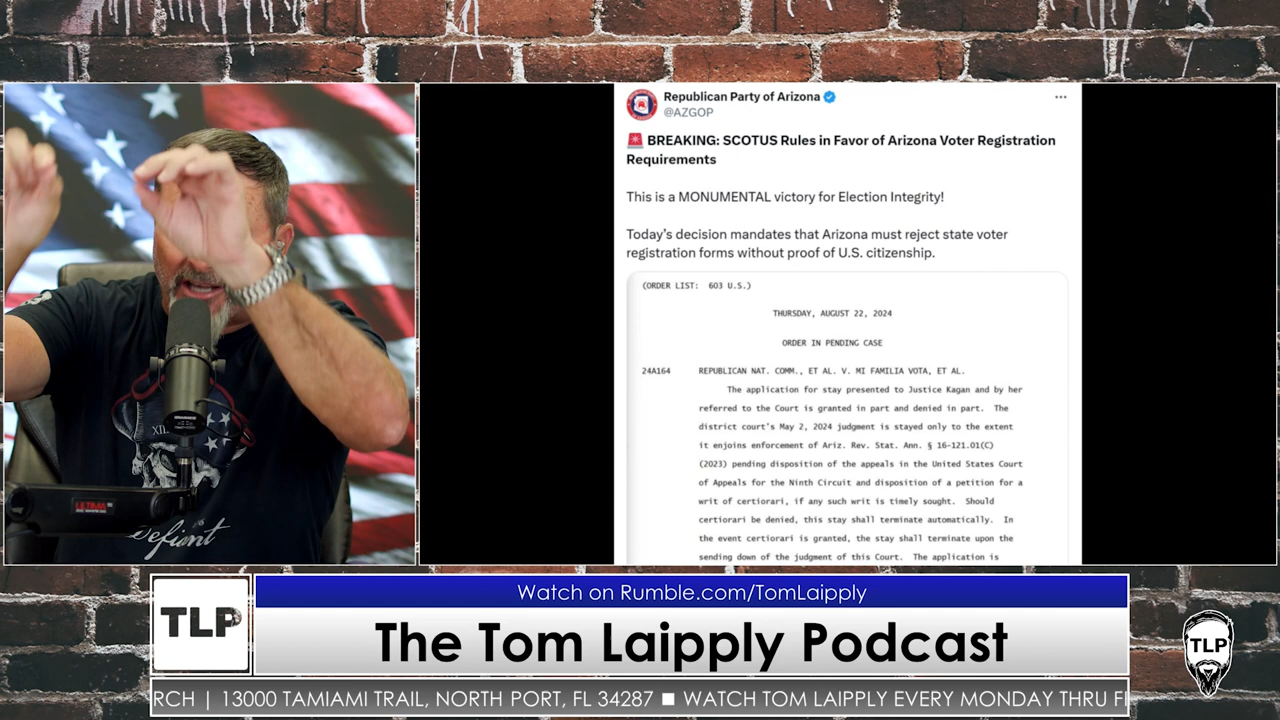 Republican Party of Arizona
@AZGOP
BREAKING: SCOTUS Rules in Favor of Arizona Voter Registration
Requirements
This is a MONUMENTAL victory for Election Integrity!
Today's decision mandates that Arizona must reject state voter
registration forms without proof of U.S. citizenship.
(ORDER LIST: 603 U.S.)
THURSDAY, AUGUST 22, 2024
ORDER IN PENDING CASE
24A164 REPUBLICAN NAT. COMM., ET AL. V. MI FAMILIA VOTA, ET AL.
The application for stay presented to Justice Kagan and by her
referred to the Court is granted in part and denied in part. The
district court's May 2, 2024 judgment is stayed only to the extent
it enjoins enforcement of Ariz. Rev. Stat. Ann. § 16-121.01(C)
(2023) pending disposition of the appeals in the United States Court
of Appeals for the Ninth Circuit and disposition of a petition for a
writ of certiorari, if any such writ is timely sought. Should
certiorari be denied, this stay shall terminate automatically. In
the event certiorari is granted, the stay shall terminate upon the
sending down of the judgment of this Court. The application is
XII
Defiant
TLP
Watch on Rumble.com/TomLaipply
The Tom Laipply Podcast
TLP
RCH | 13000 TAMIAMI TRAIL, NORTH PORT, FL 34287 ■ WATCH TOM LAIPPLY EVERY MONDAY THRU F